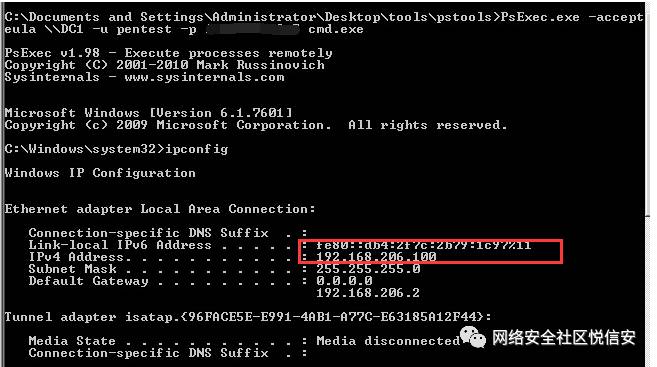 C:\Documents and Settings\Administrator\Desktop\tools\pstools>PsExec.exe -accept
eula \\DC1 -u pentest -p cmd.exe
PsExec v1.98 - Execute processes remotely
Copyright (C) 2001-2010 Mark Russinovich
Sysinternals - www.sysinternals.com
Microsoft Windows [Version 6.1.7601]
Copyright (c) 2009 Microsoft Corporation.  All rights reserved.
C:\Windows\system32>ipconfig
Windows IP Configuration
Ethernet adapter Local Area Connection:
Connection-specific DNS Suffix  . :
Link-local IPv6 Address . . . . . : fe80::db4:2f7c:2b79:1c97%11
IPv4 Address. . . . . . . . . . . : 192.168.206.100
Subnet Mask . . . . . . . . . . . : 255.255.255.0
Default Gateway . . . . . . . . . : 0.0.0.0
192.168.206.2
Tunnel adapter isatap.{96FACE5E-E991-4AB1-A77C-E63185A12F44}:
Media State . . . . . . . . . . . : Media disconnected
Connection-specific DNS Suffix  . :
网络安全社区悦信安